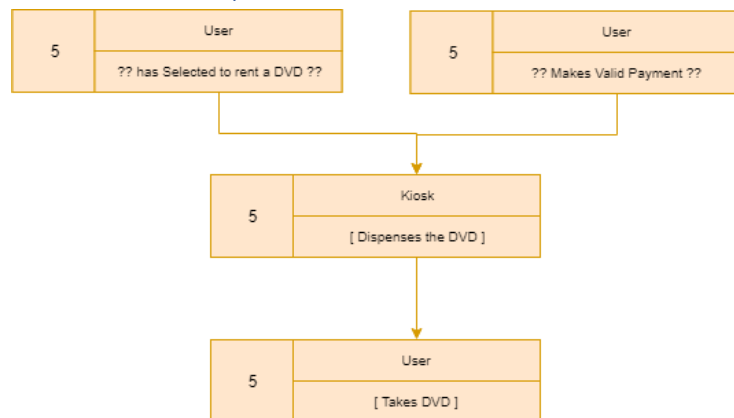 5
User
?? has Selected to rent a DVD ??
5
User
?? Makes Valid Payment ??
5
Kiosk
[ Dispenses the DVD ]
5
User
[ Takes DVD ]